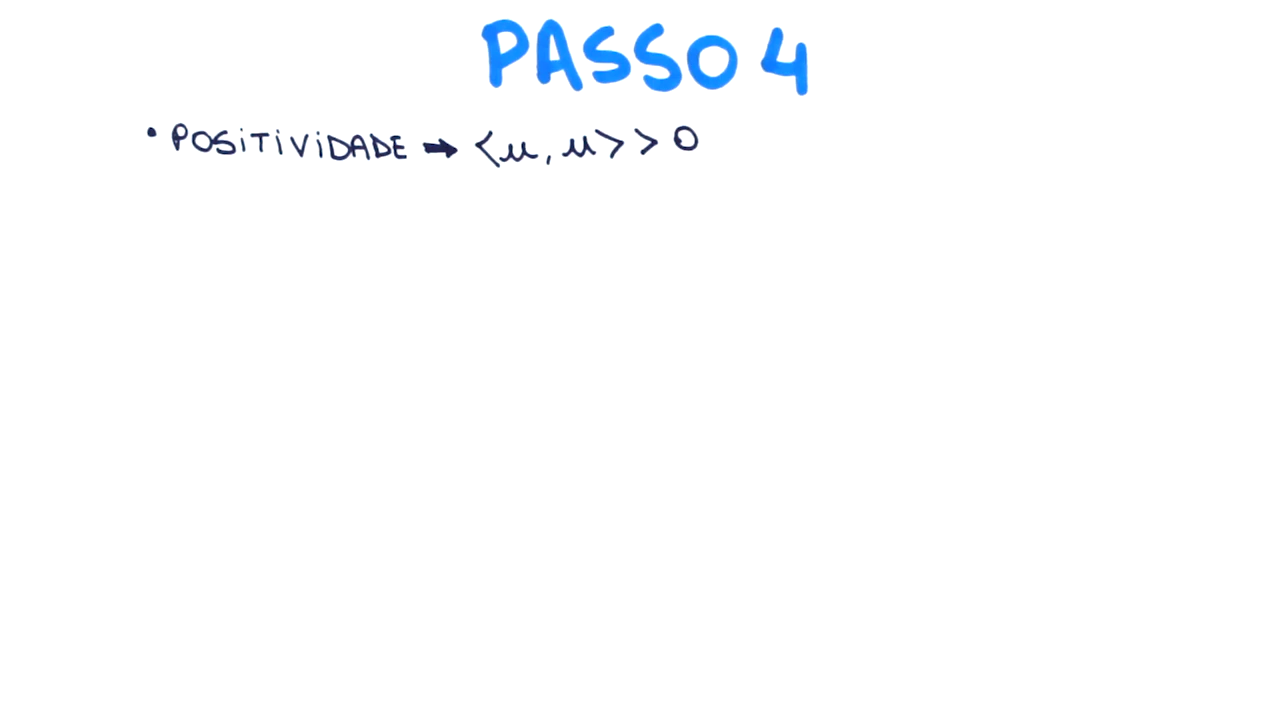 PASSO 4
• POSiTiViDADE → <u, u> > 0